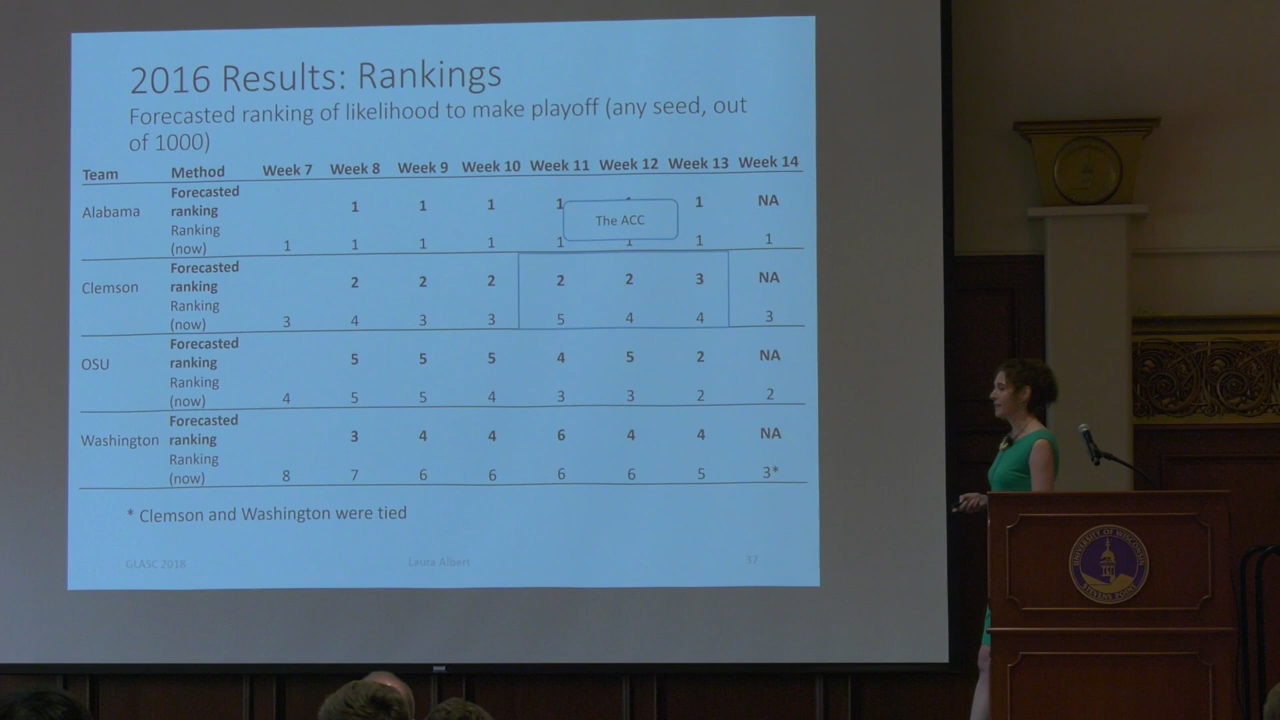 2016 Results: Rankings
Forecasted ranking of likelihood to make playoff (any seed, out
of 1000)
Team Method Week 7 Week 8 Week 9 Week 10 Week 11 Week 12 Week 13 Week 14
Alabama Forecasted ranking 1 1 1 1 1 NA
Ranking (now) 1 1 1 1 1 1 1 1
The ACC
Clemson Forecasted ranking 2 2 2 2 2 3 NA
Ranking (now) 3 4 3 3 5 4 4 3
OSU Forecasted ranking 5 5 5 4 5 2 NA
Ranking (now) 4 5 5 4 3 3 2 2
Washington Forecasted ranking 3 4 4 6 4 4 NA
Ranking (now) 8 7 6 6 6 6 5 3*
* Clemson and Washington were tied
GLASC 2018 Laura Albert 37
UNIVERSITY OF WISCONSIN
STEVENS POINT